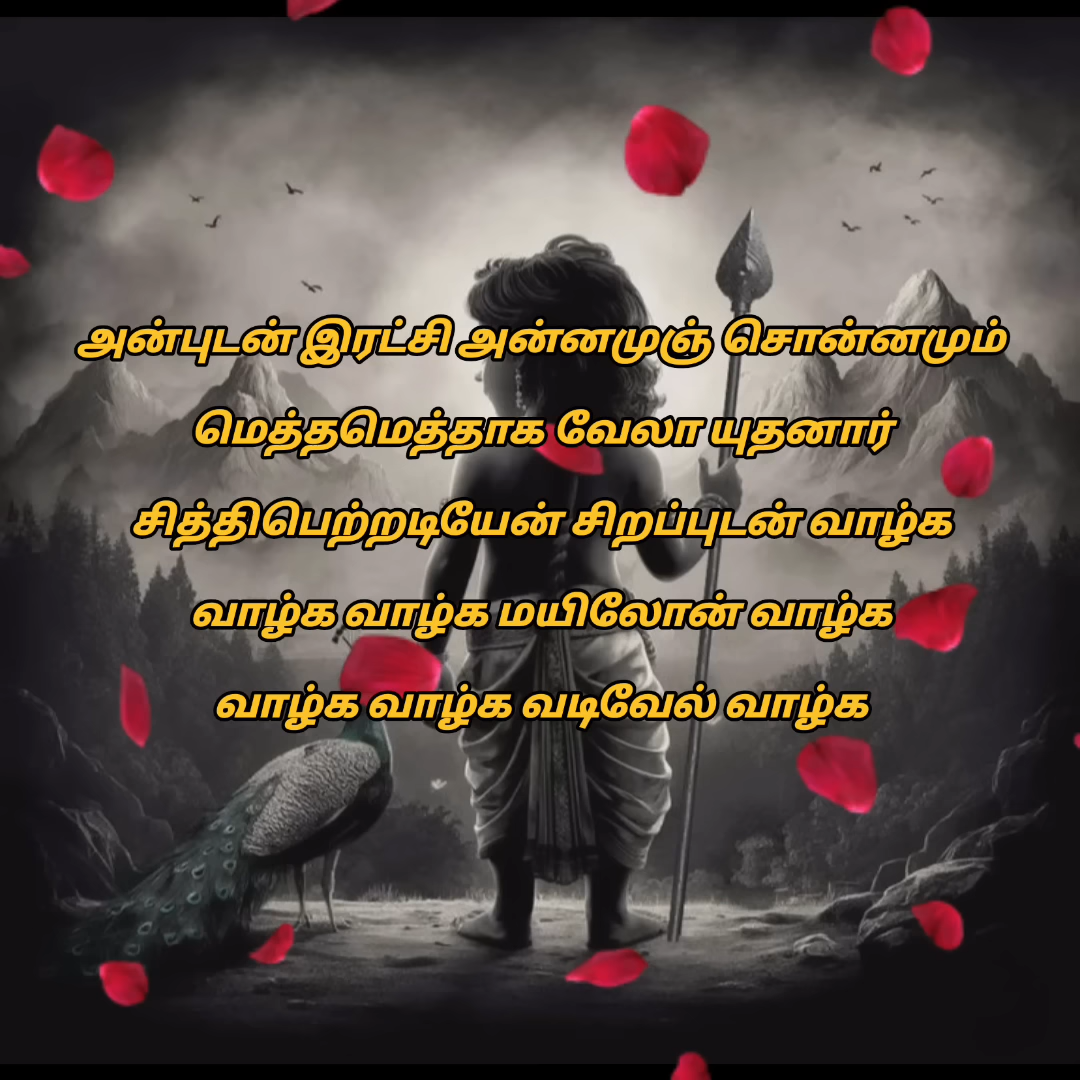 அன்புடன் இரட்சி அன்னமுஞ் சொன்னமும்
மெத்தமெத்தாக வேலா யுதனார்
சித்திபெற்றடியேன் சிறப்புடன் வாழ்க
வாழ்க வாழ்க மயிலோன் வாழ்க
வாழ்க வாழ்க வடிவேல் வாழ்க